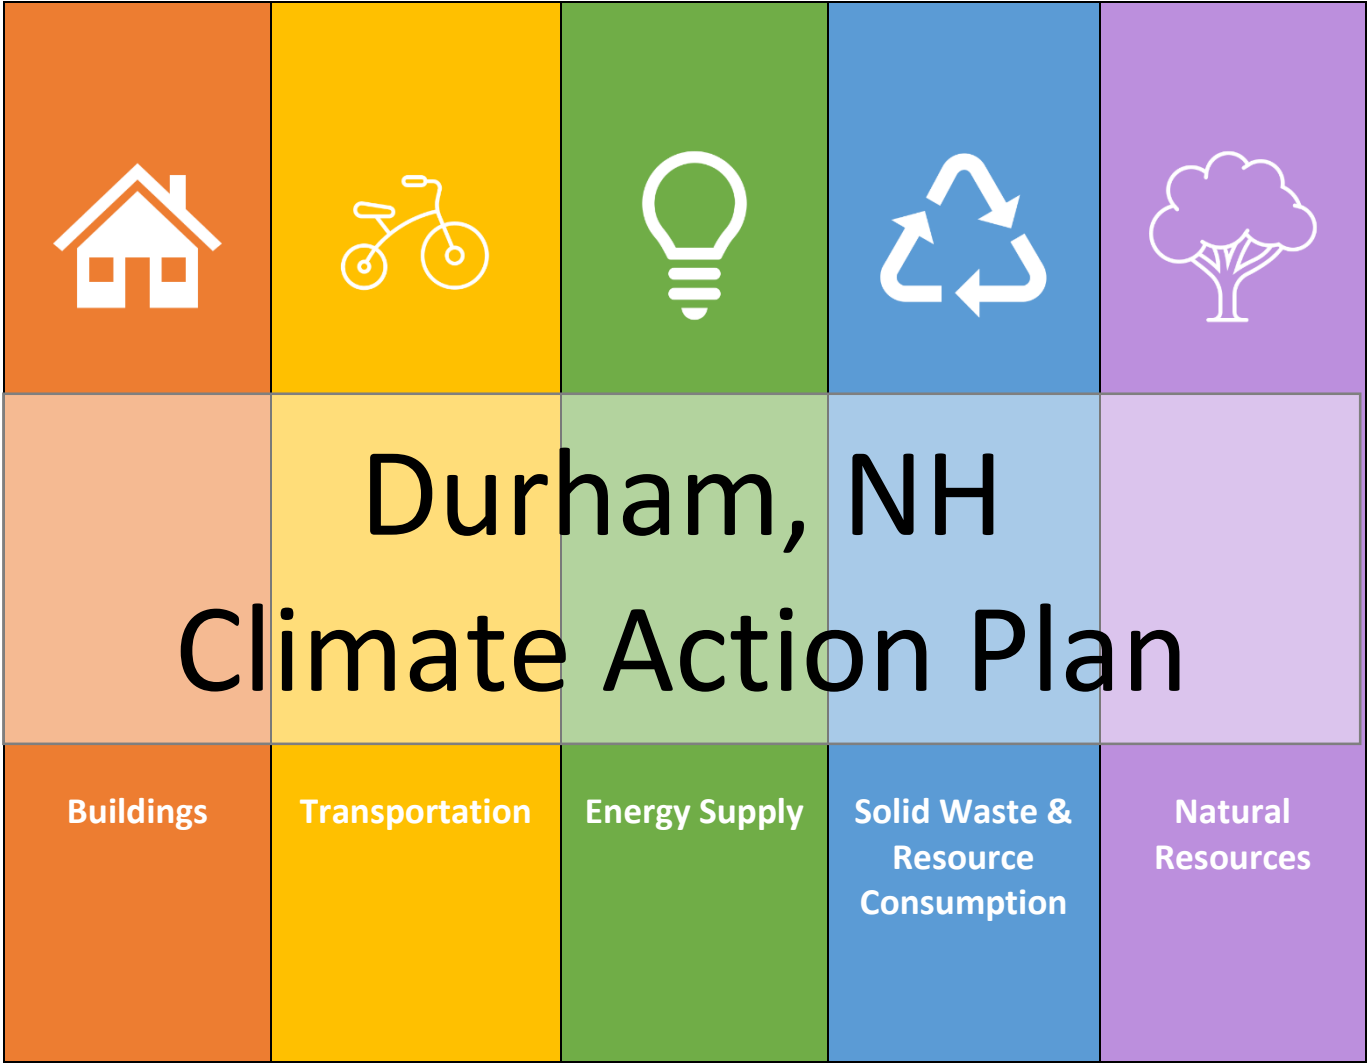 Durham, NH
Climate Action Plan
Buildings
Transportation
Energy Supply
Solid Waste &
Resource
Consumption
Natural
Resources